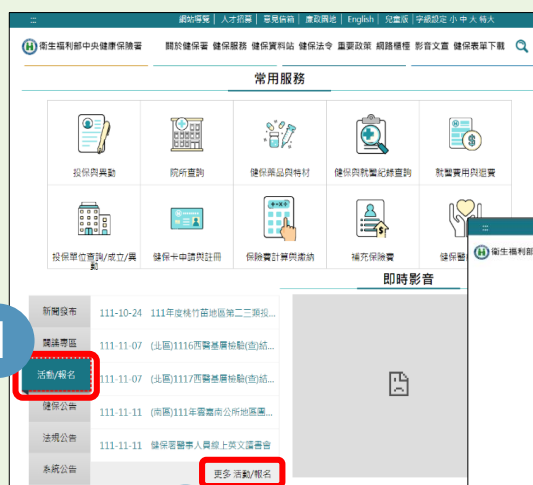 網站導覽 | 人才招募 | 意見信箱 | 廉政園地 | English | 兒童版 | 字級設定 小 中 大 特大
衛生福利部中央健康保險署 關於健保署 健保服務 健保資料站 健保法令 重要政策 網路櫃檯 影音文宣 健保表單下載
常用服務
投保與異動 院所查詢 健保藥品與特材 健保與就醫紀錄查詢 就醫費用與退費
投保單位查詢/成立/異動 健保卡申請與註冊 保險費計算與繳納 補充保險費 健保醫
衛生福利部
即時影音
新聞發布
111-10-24 111年度桃竹苗地區第二三類投...
闢謠專區
111-11-07 (北區)1116西醫基層檢驗(查)結...
1
活動/報名
111-11-07 (北區)1117西醫基層檢驗(查)結...
健保公告
111-11-11 (南區)111年雲嘉南公所地區團...
法規公告
111-11-11 健保署醫事人員線上英文讀書會
系統公告
更多 活動/報名